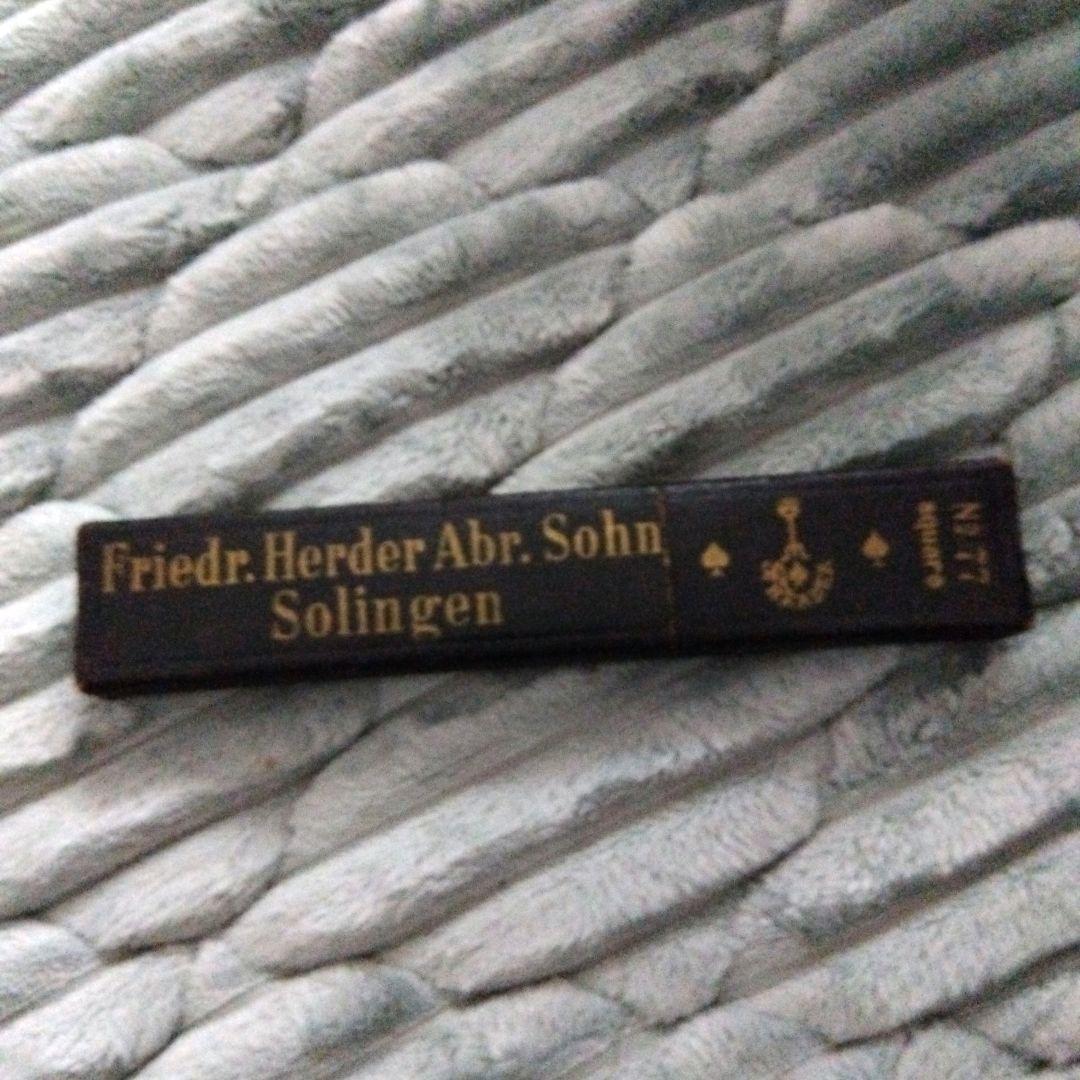 Friedr. Herder Abr. Sohn
Solingen
No 77
square